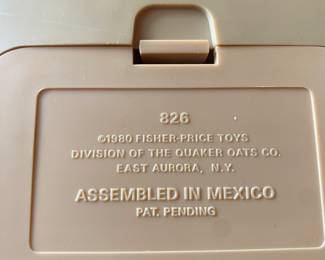 826
©1980 FISHER-PRICE TOYS
DIVISION OF THE QUAKER OATS CO.
EAST AURORA, N.Y.
ASSEMBLED IN MEXICO
PAT. PENDING